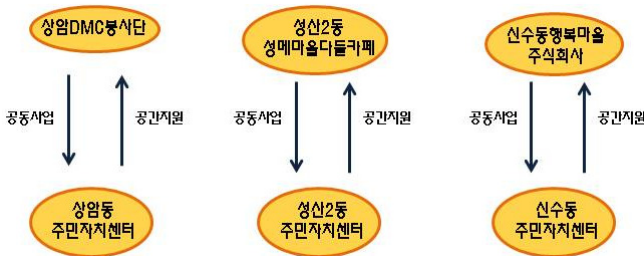 상암DMC봉사단
성산2동
성메마을다들카페
신수동행복마을
주식회사
공동사업
공간지원
공동사업
공간지원
공동사업
공간지원
상암동
주민자치센터
성산2동
주민자치센터
신수동
주민자치센터